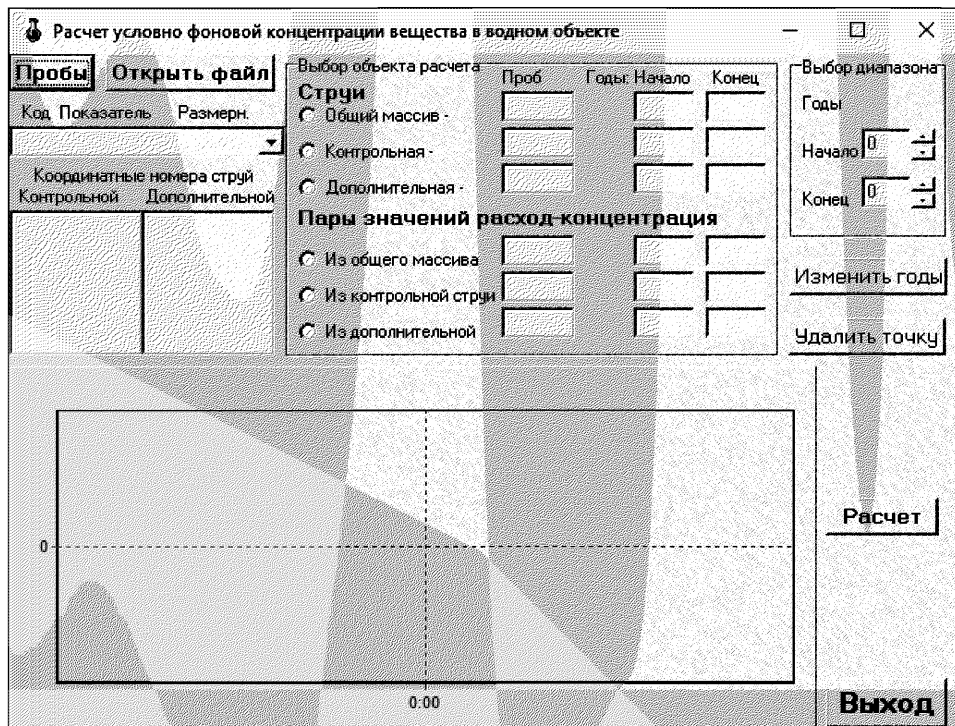 Расчет условно фоновой концентрации вещества в водном объекте
Пробы
Открыть файл
Код Показатель Размерн.
Координатные номера струй
Контрольной Дополнительной
Выбор объекта расчета
Проб Годы: Начало Конец
Струи
Общий массив -
Контрольная -
Дополнительная -
Пары значений расход-концентрация
Из общего массива
Из контрольной струи
Из дополнительной
Выбор диапазона
Годы
Начало 0
Конец 0
Изменить годы
Удалить точку
0
0:00
Расчет
Выход